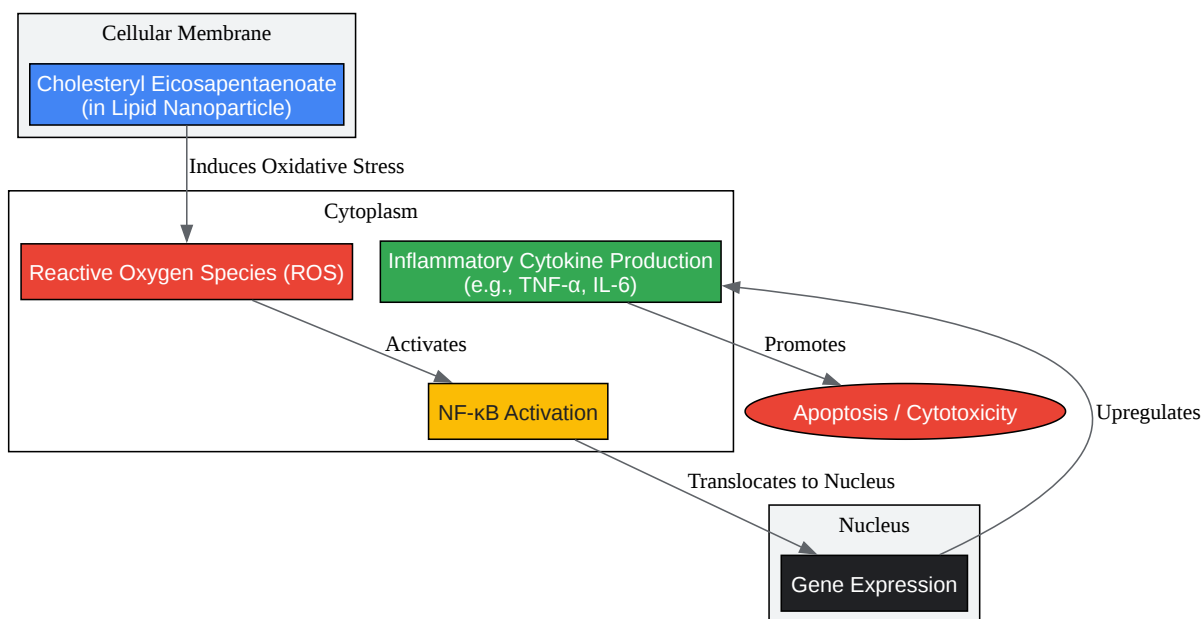 Cellular Membrane
Cholesteryl Eicosapentaenoate
(in Lipid Nanoparticle)
Induces Oxidative Stress
Cytoplasm
Reactive Oxygen Species (ROS)
Inflammatory Cytokine Production
(e.g., TNF-α, IL-6)
Activates
Promotes
NF-κB Activation
Apoptosis / Cytotoxicity
Upregulates
Translocates to Nucleus
Nucleus
Gene Expression